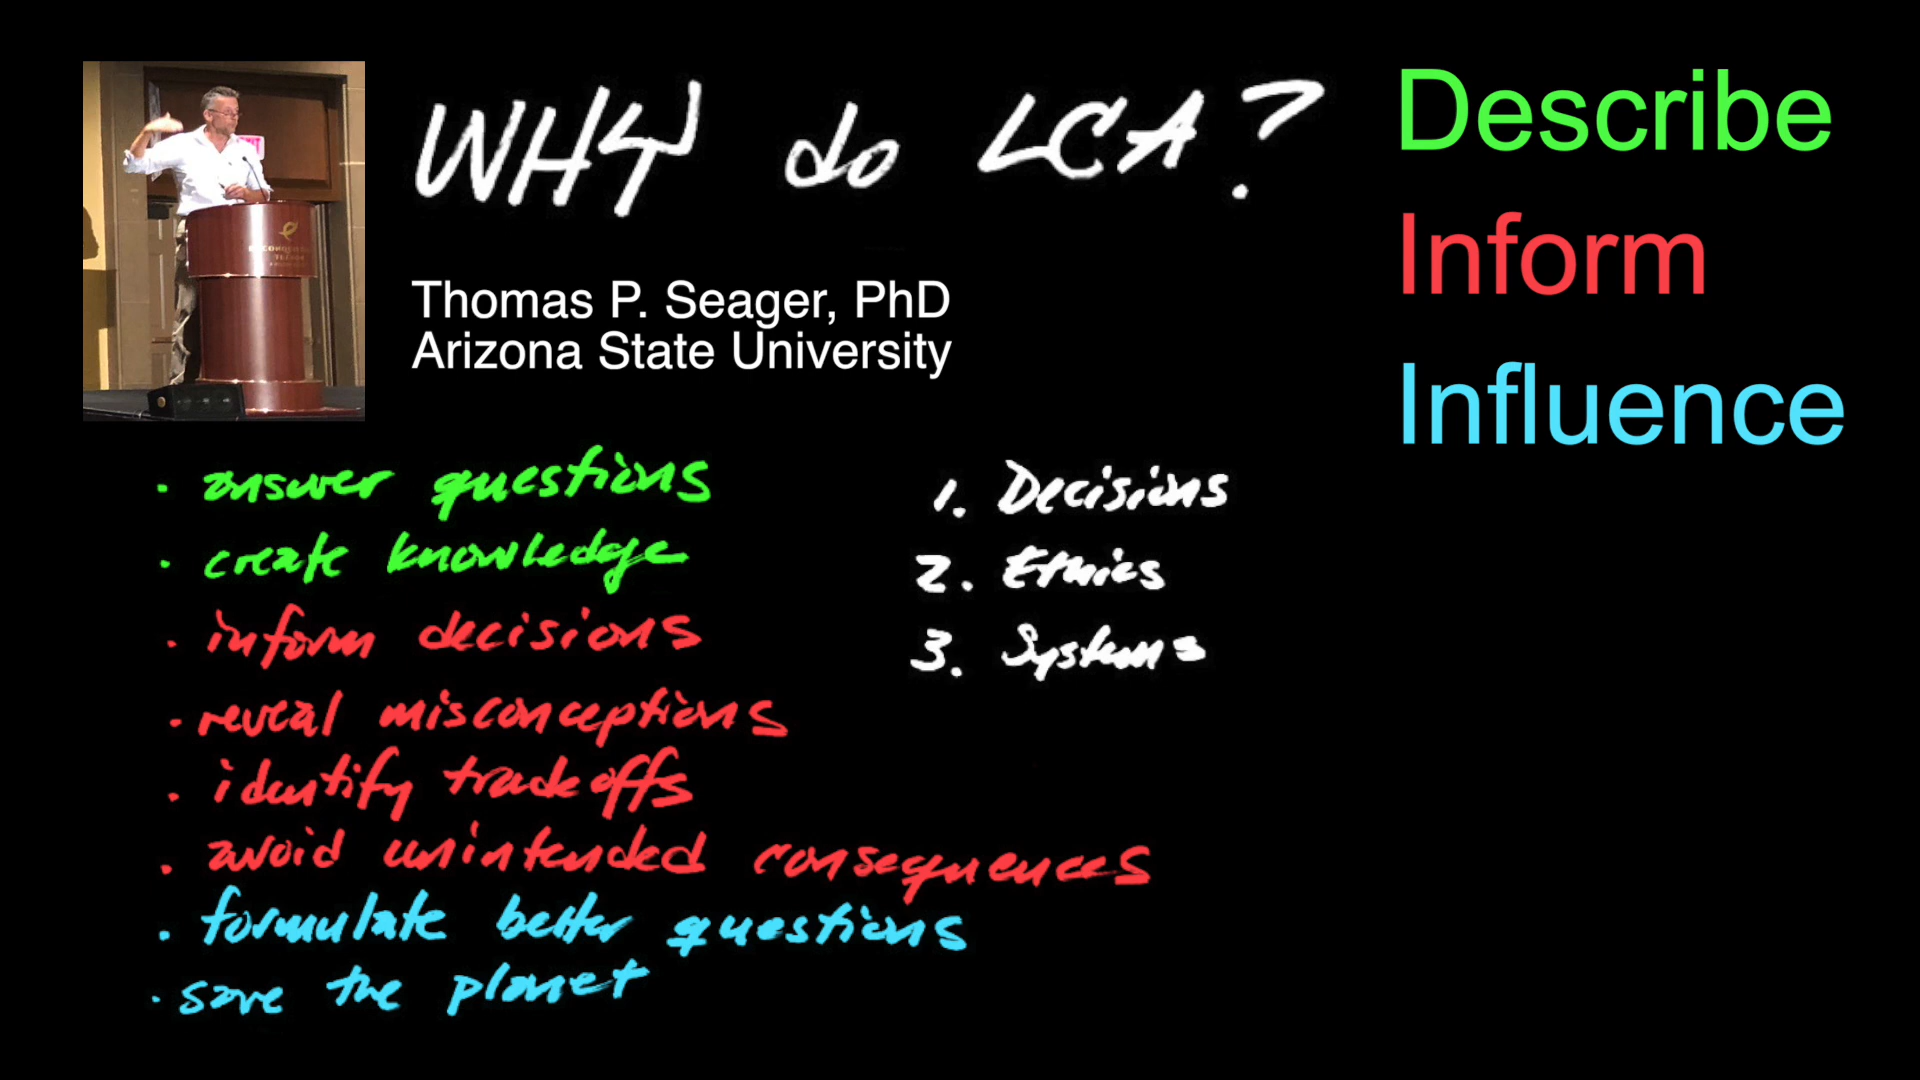 WHY do LCA?
Thomas P. Seager, PhD
Arizona State University
Describe
Inform
Influence
· answer questions
· create knowledge
· inform decisions
· reveal misconceptions
· identify tradeoffs
· avoid unintended consequences
· formulate better questions
· save the planet
1. Decisions
2. Ethics
3. Systems